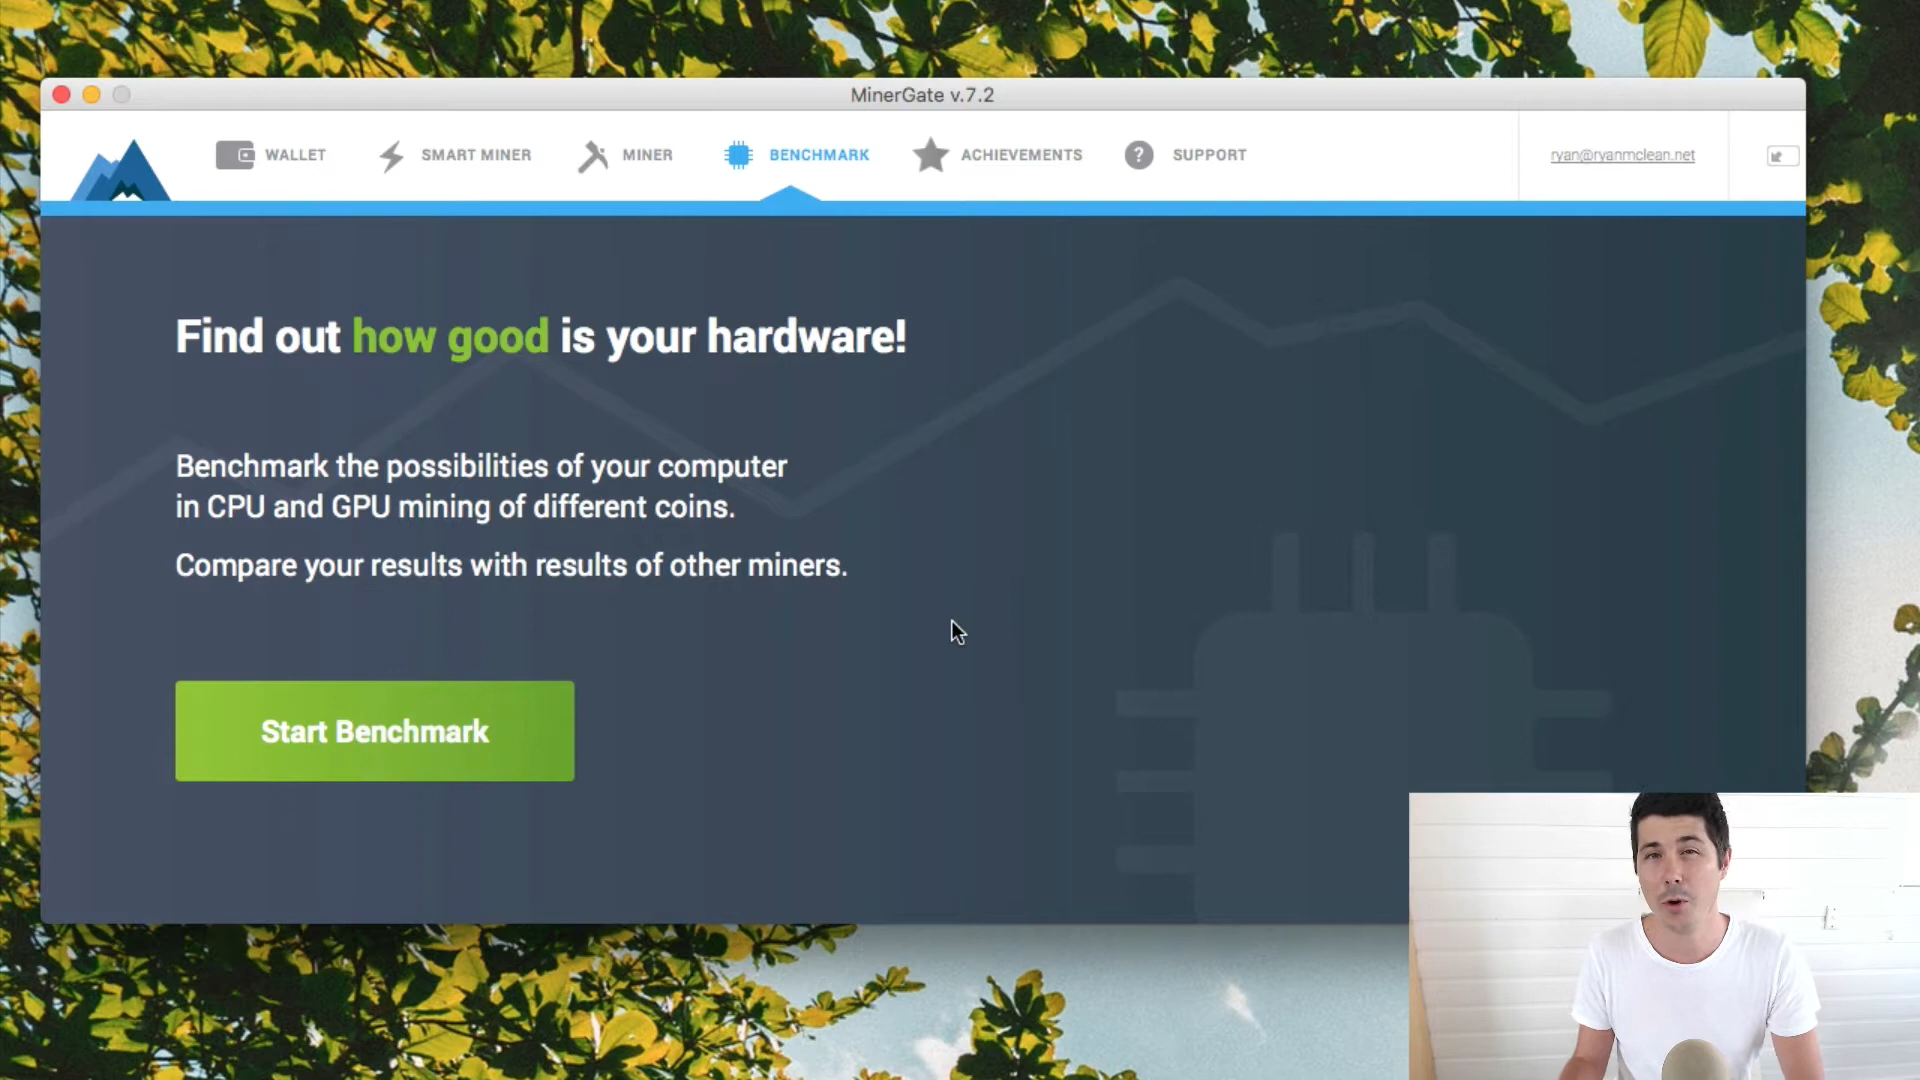 MinerGate v.7.2
WALLET
SMART MINER
MINER
BENCHMARK
ACHIEVEMENTS
?
SUPPORT
ryan@ryanmclean.net
Find out how good is your hardware!
Benchmark the possibilities of your computer
in CPU and GPU mining of different coins.
Compare your results with results of other miners.
Start Benchmark